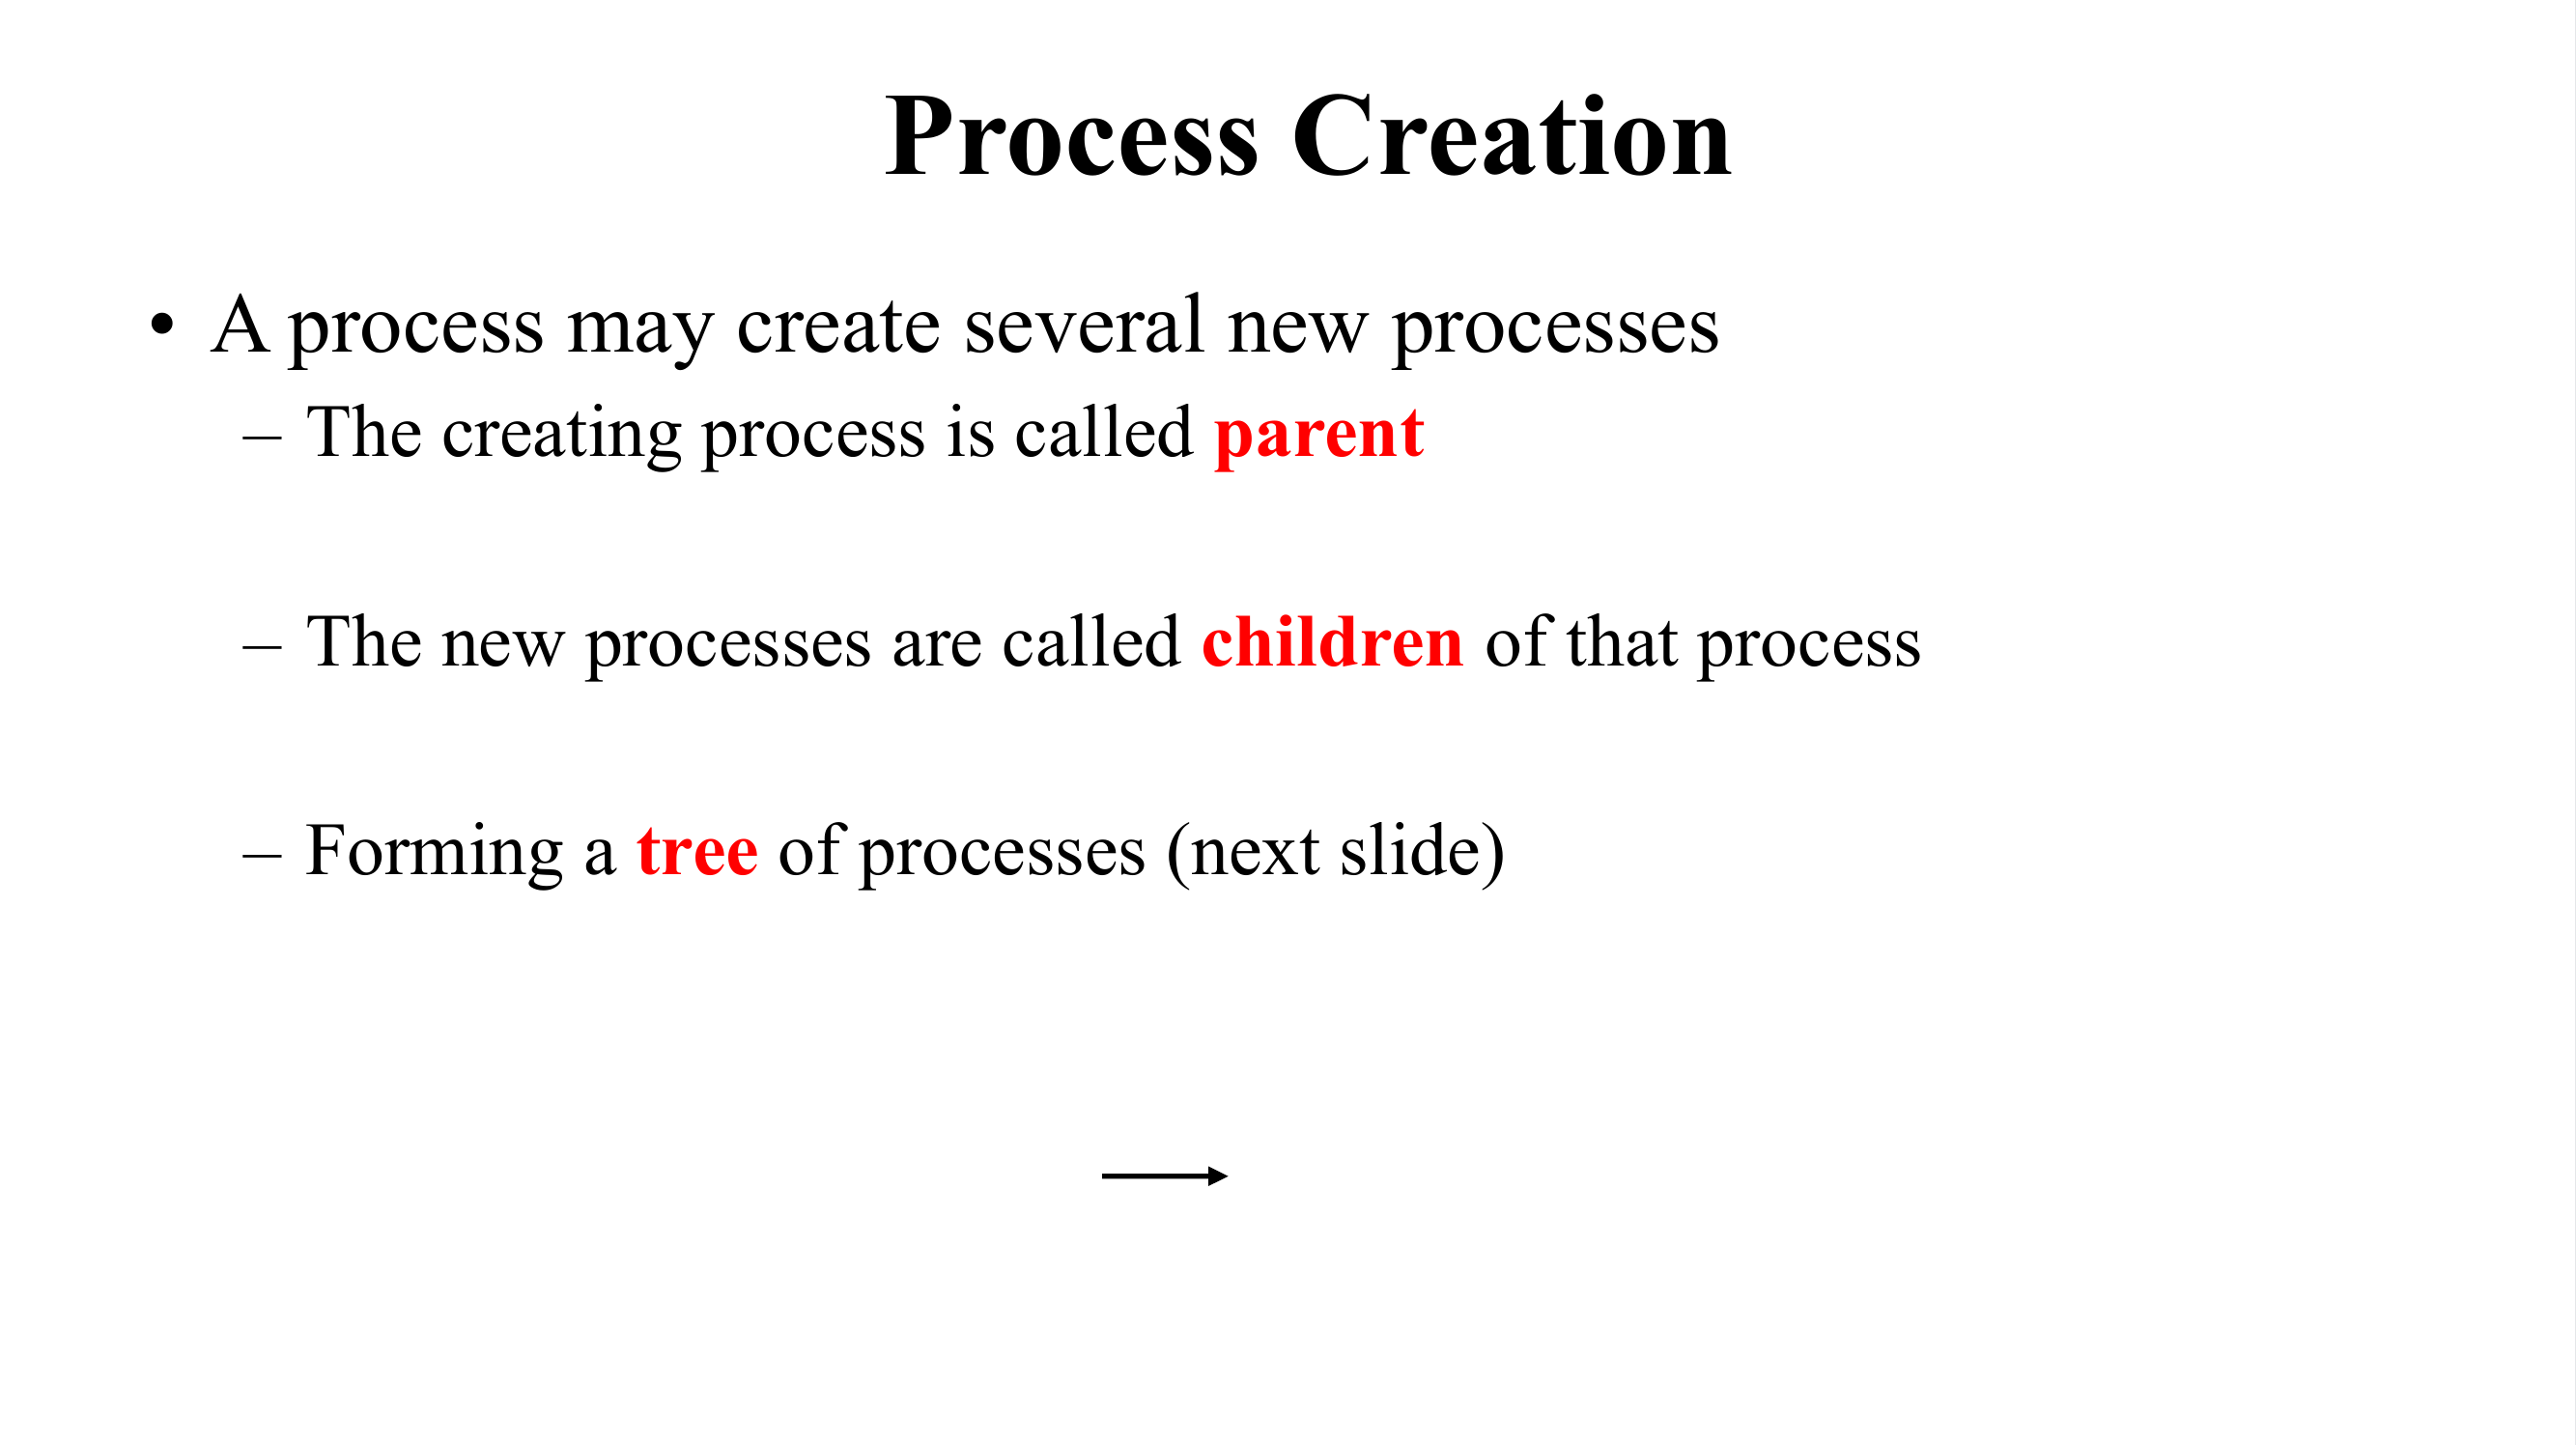 Process Creation
• A process may create several new processes
– The creating process is called parent
– The new processes are called children of that process
– Forming a tree of processes (next slide)